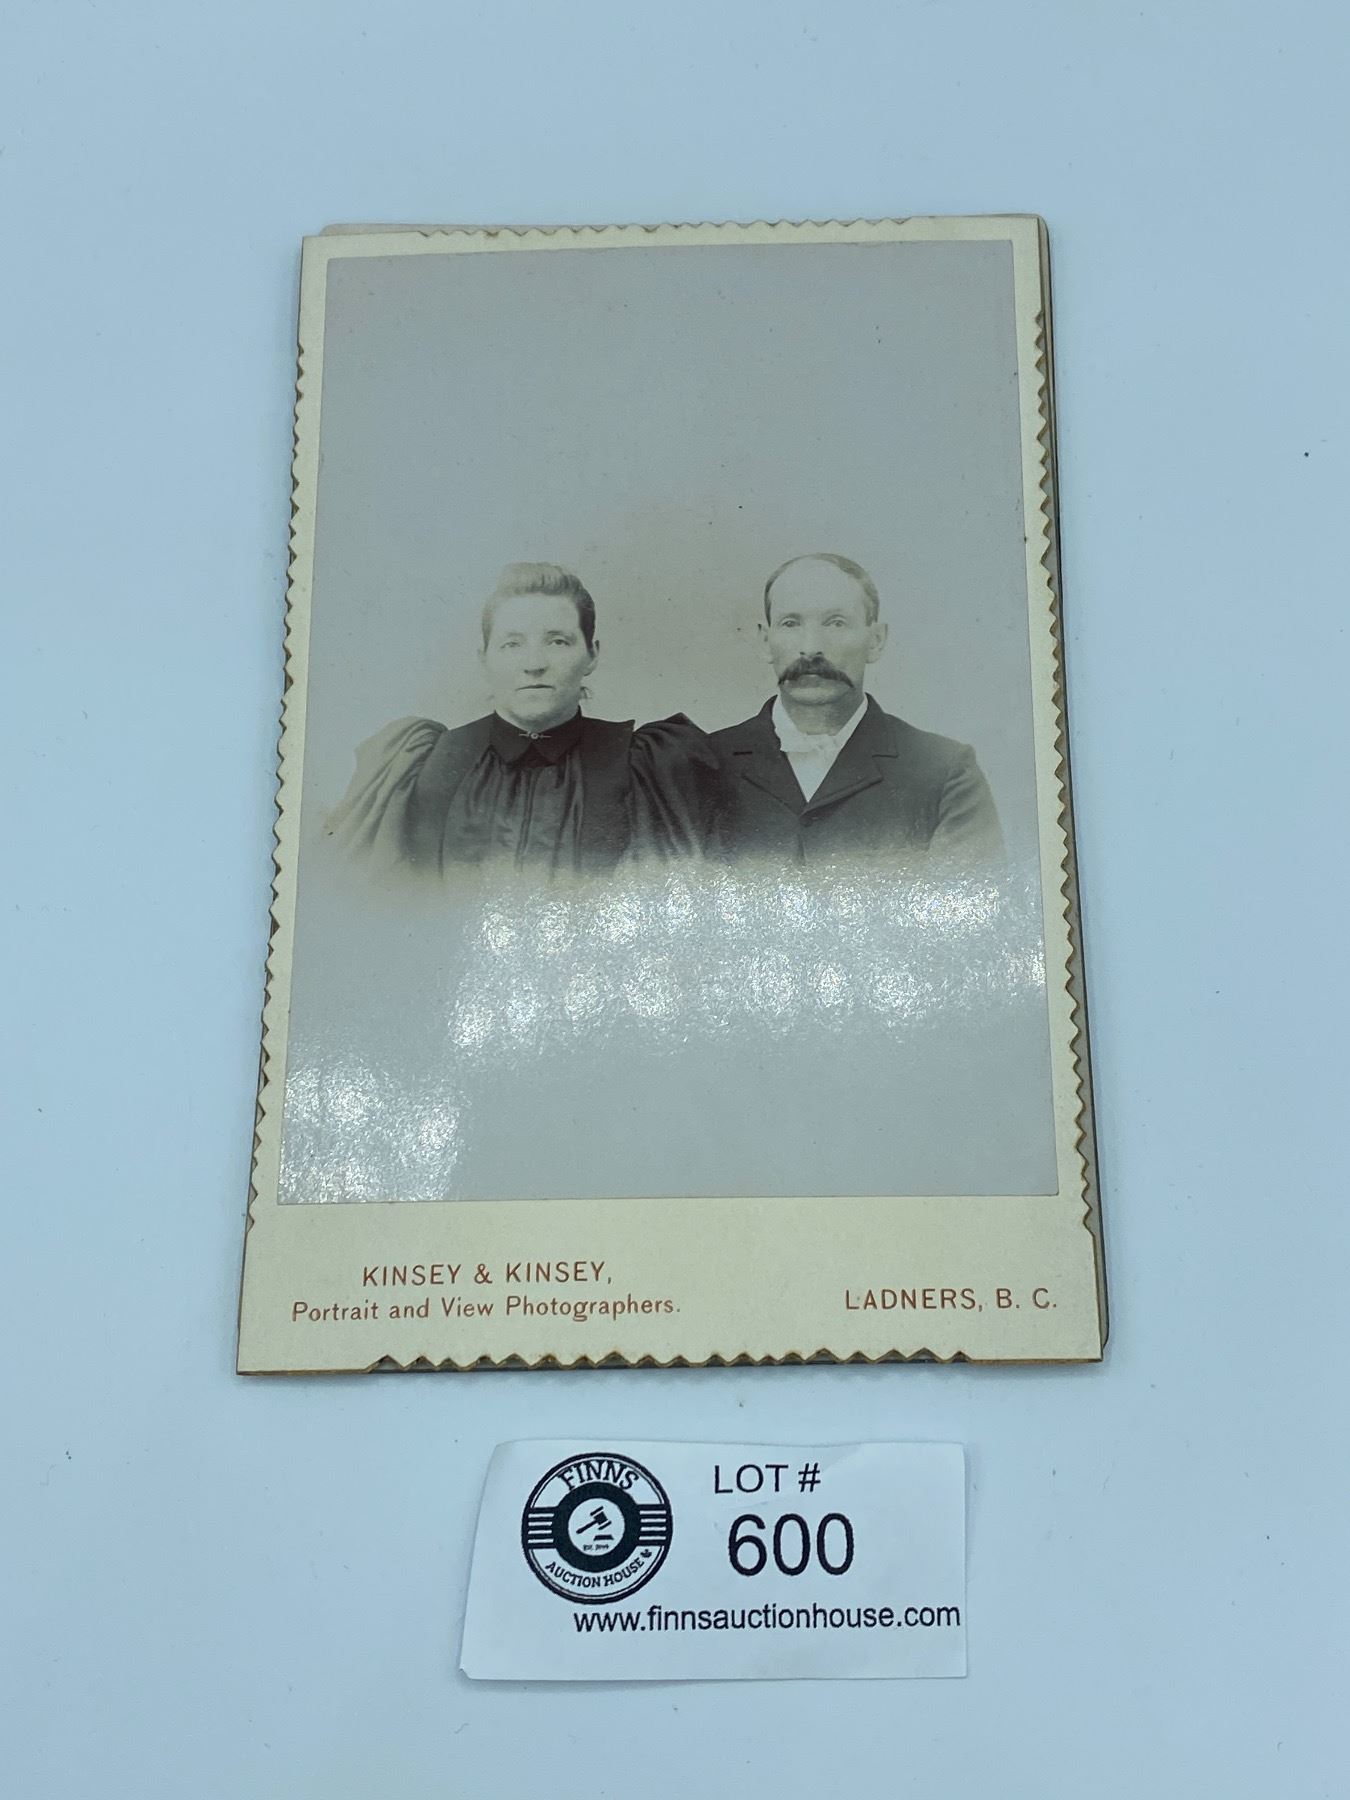 KINSEY & KINSEY,
Portrait and View Photographers.
LADNERS, B. C.
FINNS
AUCTION HOUSE
LOT #
600
www.finnsauctionhouse.com